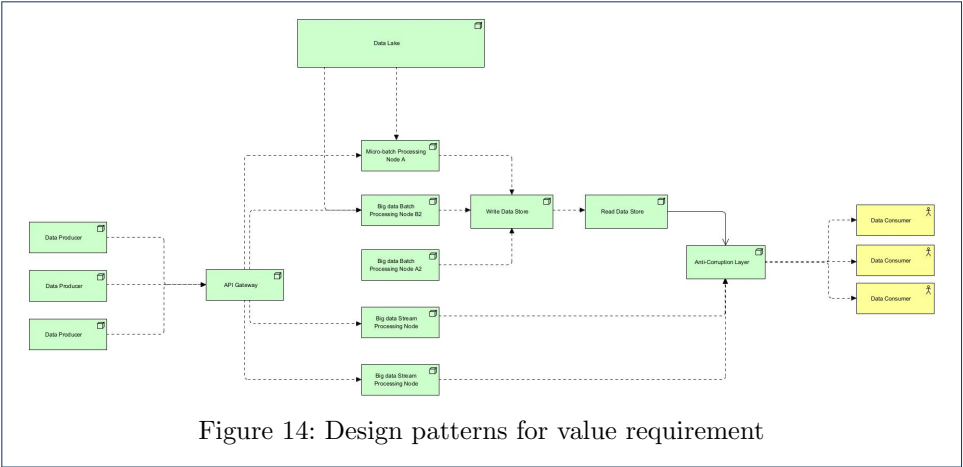 Data Lake
Micro-batch Processing
Node A
Big data Batch
Processing Node B2
Write Data Store
Read Data Store
Data Consumer
Data Producer
Big data Batch
Processing Node A2
Anti-Corruption Layer
Data Consumer
Data Producer
API Gateway
Data Consumer
Data Producer
Big data Stream
Processing Node
Big data Stream
Processing Node
Figure 14: Design patterns for value requirement